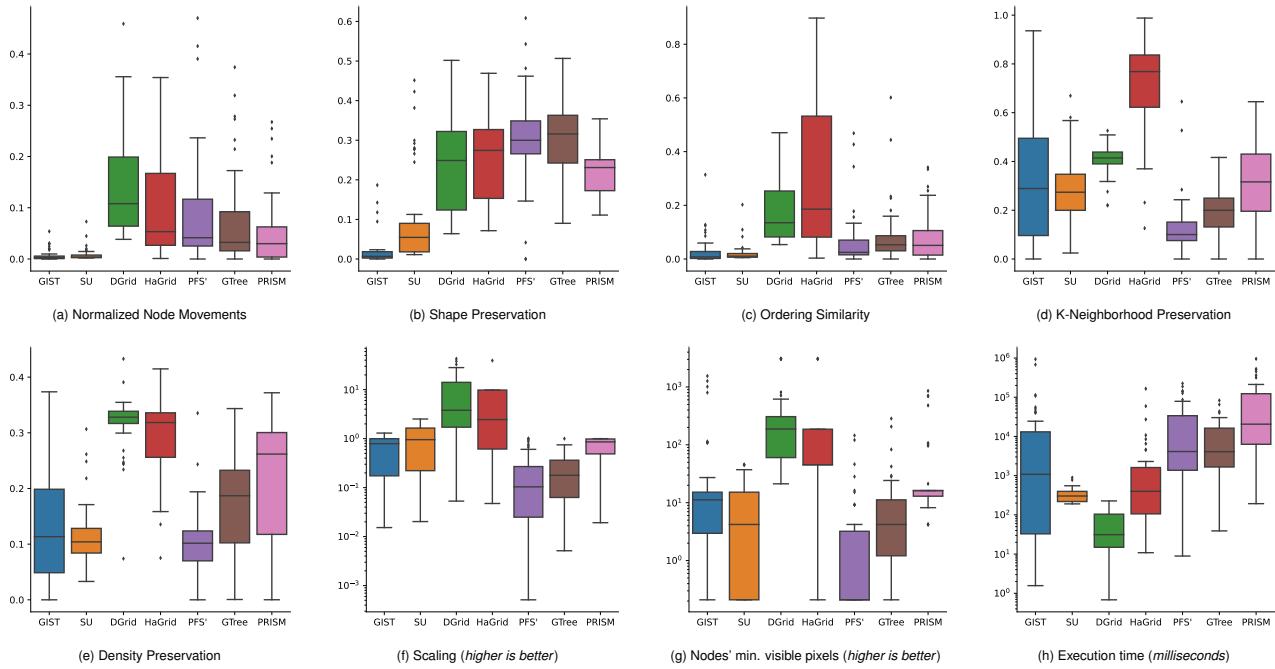 0.4
0.3
0.2
0.1
0.0
GIST SU DGrid HaGrid PFS' GTree PRISM
(a) Normalized Node Movements
0.6
0.5
0.4
0.3
0.2
0.1
0.0
GIST SU DGrid HaGrid PFS' GTree PRISM
(b) Shape Preservation
0.8
0.6
0.4
0.2
0.0
GIST SU DGrid HaGrid PFS' GTree PRISM
(c) Ordering Similarity
1.0
0.8
0.6
0.4
0.2
0.0
GIST SU DGrid HaGrid PFS' GTree PRISM
(d) K-Neighborhood Preservation
0.4
0.3
0.2
0.1
0.0
GIST SU DGrid HaGrid PFS' GTree PRISM
(e) Density Preservation
10¹
10⁰
10⁻¹
10⁻²
10⁻³
GIST SU DGrid HaGrid PFS' GTree PRISM
(f) Scaling (higher is better)
10³
10²
10¹
10⁰
GIST SU DGrid HaGrid PFS' GTree PRISM
(g) Nodes' min. visible pixels (higher is better)
10⁶
10⁵
10⁴
10³
10²
10¹
10⁰
GIST SU DGrid HaGrid PFS' GTree PRISM
(h) Execution time (milliseconds)